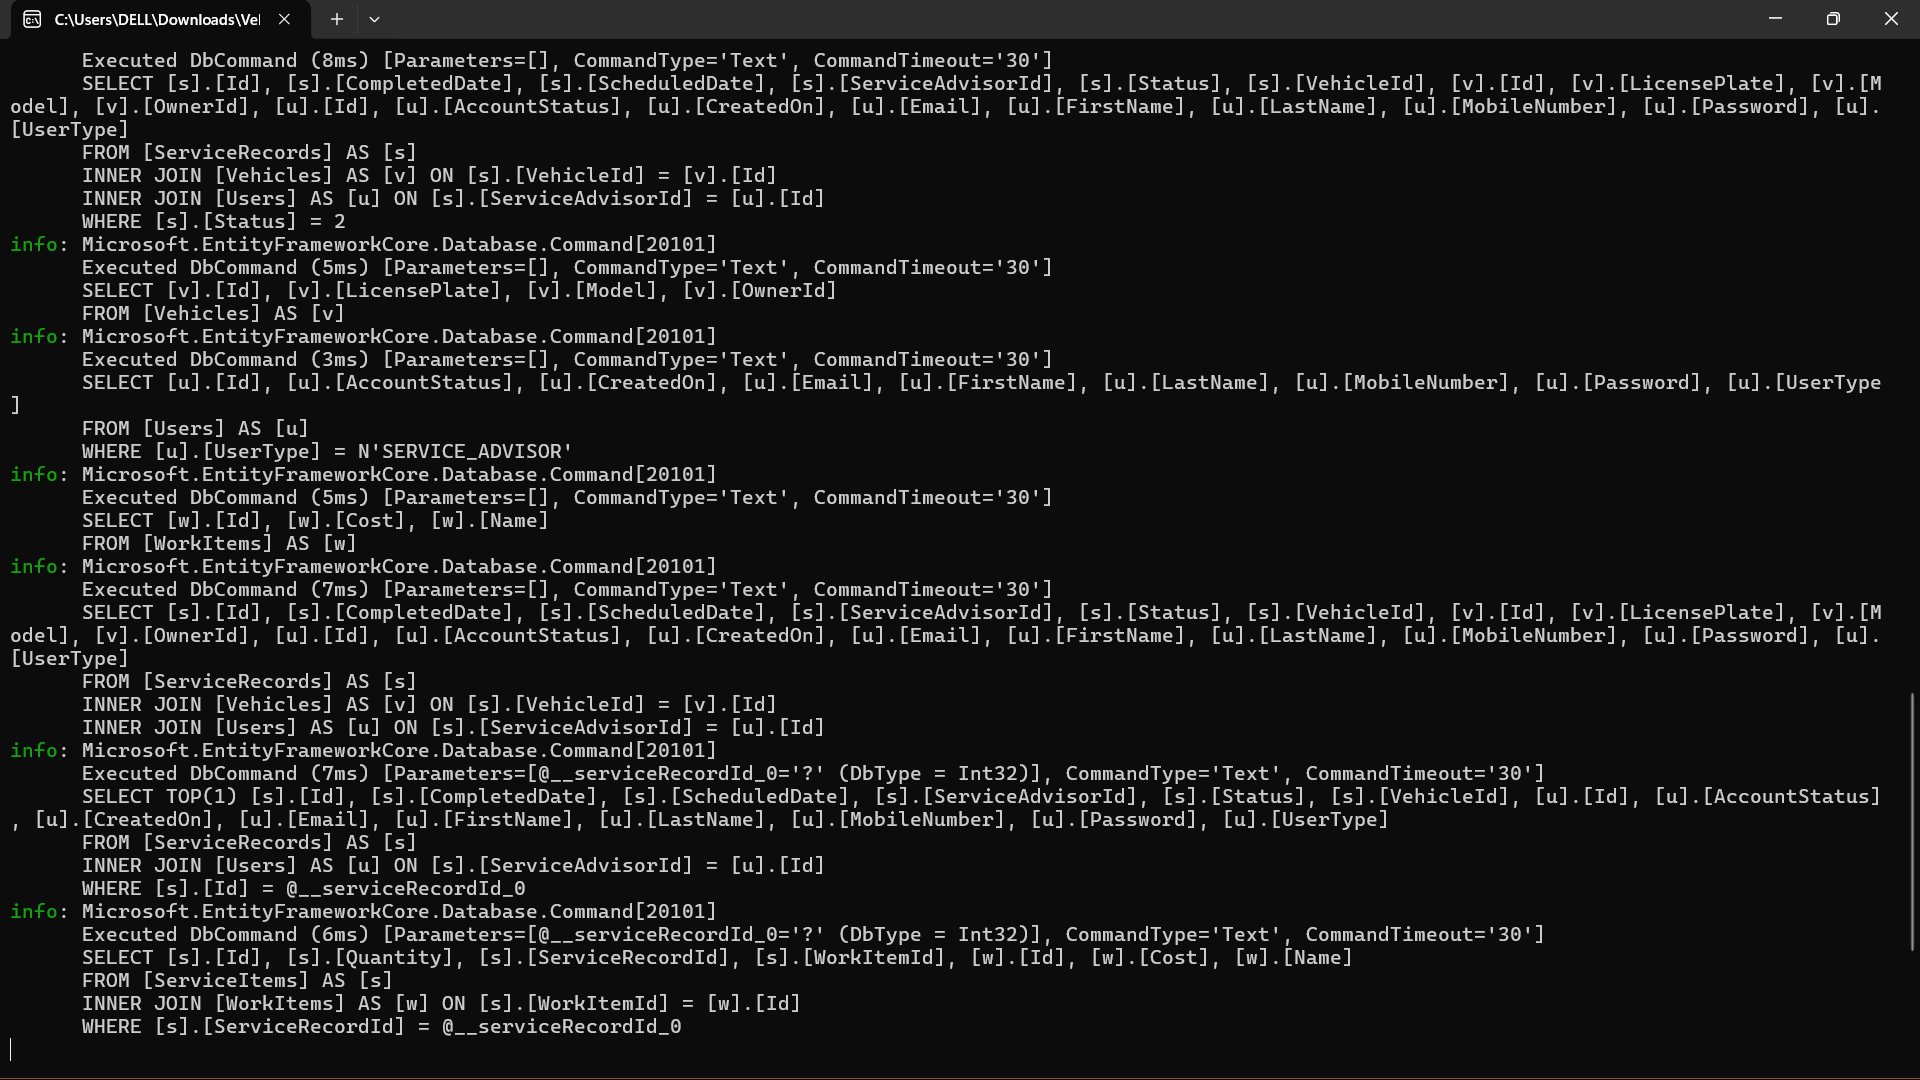 C:\Users\DELL\Downloads\Vel
Executed DbCommand (8ms) [Parameters=[], CommandType='Text', CommandTimeout='30']
SELECT [s].[Id], [s].[CompletedDate], [s].[ScheduledDate], [s].[ServiceAdvisorId], [s].[Status], [s].[VehicleId], [v].[Id], [v].[LicensePlate], [v].[M
odel], [v].[OwnerId], [u].[Id], [u].[AccountStatus], [u].[CreatedOn], [u].[Email], [u].[FirstName], [u].[LastName], [u].[MobileNumber], [u].[Password], [u].
[UserType]
FROM [ServiceRecords] AS [s]
INNER JOIN [Vehicles] AS [v] ON [s].[VehicleId] = [v].[Id]
INNER JOIN [Users] AS [u] ON [s].[ServiceAdvisorId] = [u].[Id]
WHERE [s].[Status] = 2
info: Microsoft.EntityFrameworkCore.Database.Command[20101]
Executed DbCommand (5ms) [Parameters=[], CommandType='Text', CommandTimeout='30']
SELECT [v].[Id], [v].[LicensePlate], [v].[Model], [v].[OwnerId]
FROM [Vehicles] AS [v]
info: Microsoft.EntityFrameworkCore.Database.Command[20101]
Executed DbCommand (3ms) [Parameters=[], CommandType='Text', CommandTimeout='30']
SELECT [u].[Id], [u].[AccountStatus], [u].[CreatedOn], [u].[Email], [u].[FirstName], [u].[LastName], [u].[MobileNumber], [u].[Password], [u].[UserType
]
FROM [Users] AS [u]
WHERE [u].[UserType] = N'SERVICE_ADVISOR'
info: Microsoft.EntityFrameworkCore.Database.Command[20101]
Executed DbCommand (5ms) [Parameters=[], CommandType='Text', CommandTimeout='30']
SELECT [w].[Id], [w].[Cost], [w].[Name]
FROM [WorkItems] AS [w]
info: Microsoft.EntityFrameworkCore.Database.Command[20101]
Executed DbCommand (7ms) [Parameters=[], CommandType='Text', CommandTimeout='30']
SELECT [s].[Id], [s].[CompletedDate], [s].[ScheduledDate], [s].[ServiceAdvisorId], [s].[Status], [s].[VehicleId], [v].[Id], [v].[LicensePlate], [v].[M
odel], [v].[OwnerId], [u].[Id], [u].[AccountStatus], [u].[CreatedOn], [u].[Email], [u].[FirstName], [u].[LastName], [u].[MobileNumber], [u].[Password], [u].
[UserType]
FROM [ServiceRecords] AS [s]
INNER JOIN [Vehicles] AS [v] ON [s].[VehicleId] = [v].[Id]
INNER JOIN [Users] AS [u] ON [s].[ServiceAdvisorId] = [u].[Id]
info: Microsoft.EntityFrameworkCore.Database.Command[20101]
Executed DbCommand (7ms) [Parameters=[@__serviceRecordId_0='?' (DbType = Int32)], CommandType='Text', CommandTimeout='30']
SELECT TOP(1) [s].[Id], [s].[CompletedDate], [s].[ScheduledDate], [s].[ServiceAdvisorId], [s].[Status], [s].[VehicleId], [u].[Id], [u].[AccountStatus]
, [u].[CreatedOn], [u].[Email], [u].[FirstName], [u].[LastName], [u].[MobileNumber], [u].[Password], [u].[UserType]
FROM [ServiceRecords] AS [s]
INNER JOIN [Users] AS [u] ON [s].[ServiceAdvisorId] = [u].[Id]
WHERE [s].[Id] = @__serviceRecordId_0
info: Microsoft.EntityFrameworkCore.Database.Command[20101]
Executed DbCommand (6ms) [Parameters=[@__serviceRecordId_0='?' (DbType = Int32)], CommandType='Text', CommandTimeout='30']
SELECT [s].[Id], [s].[Quantity], [s].[ServiceRecordId], [s].[WorkItemId], [w].[Id], [w].[Cost], [w].[Name]
FROM [ServiceItems] AS [s]
INNER JOIN [WorkItems] AS [w] ON [s].[WorkItemId] = [w].[Id]
WHERE [s].[ServiceRecordId] = @__serviceRecordId_0